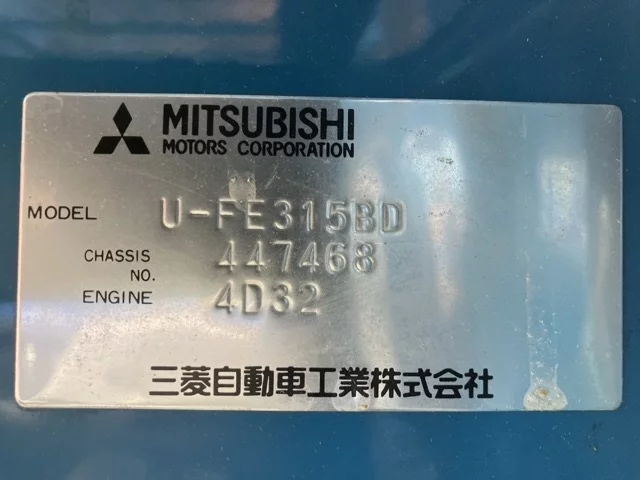 MITSUBISHI
MOTORS CORPORATION
MODEL U-FE315BD
CHASSIS NO. 447468
ENGINE 4D32
三菱自動車工業株式会社